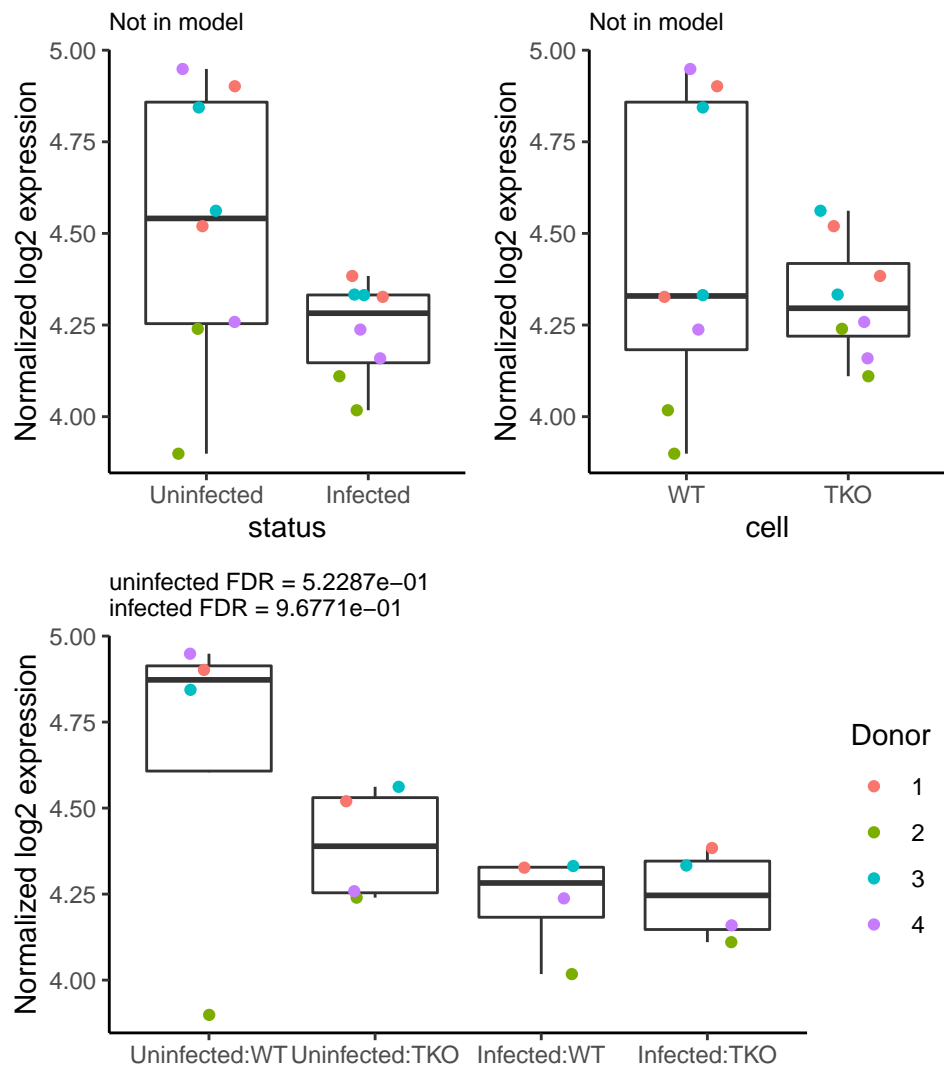 Not in model
Normalized log2 expression
5.00
4.75
4.50
4.25
4.00
Uninfected Infected
status
Not in model
Normalized log2 expression
5.00
4.75
4.50
4.25
4.00
WT TKO
cell
uninfected FDR = 5.2287e−01
infected FDR = 9.6771e−01
Normalized log2 expression
5.00
4.75
4.50
4.25
4.00
Uninfected:WT Uninfected:TKO Infected:WT Infected:TKO
Donor
1
2
3
4